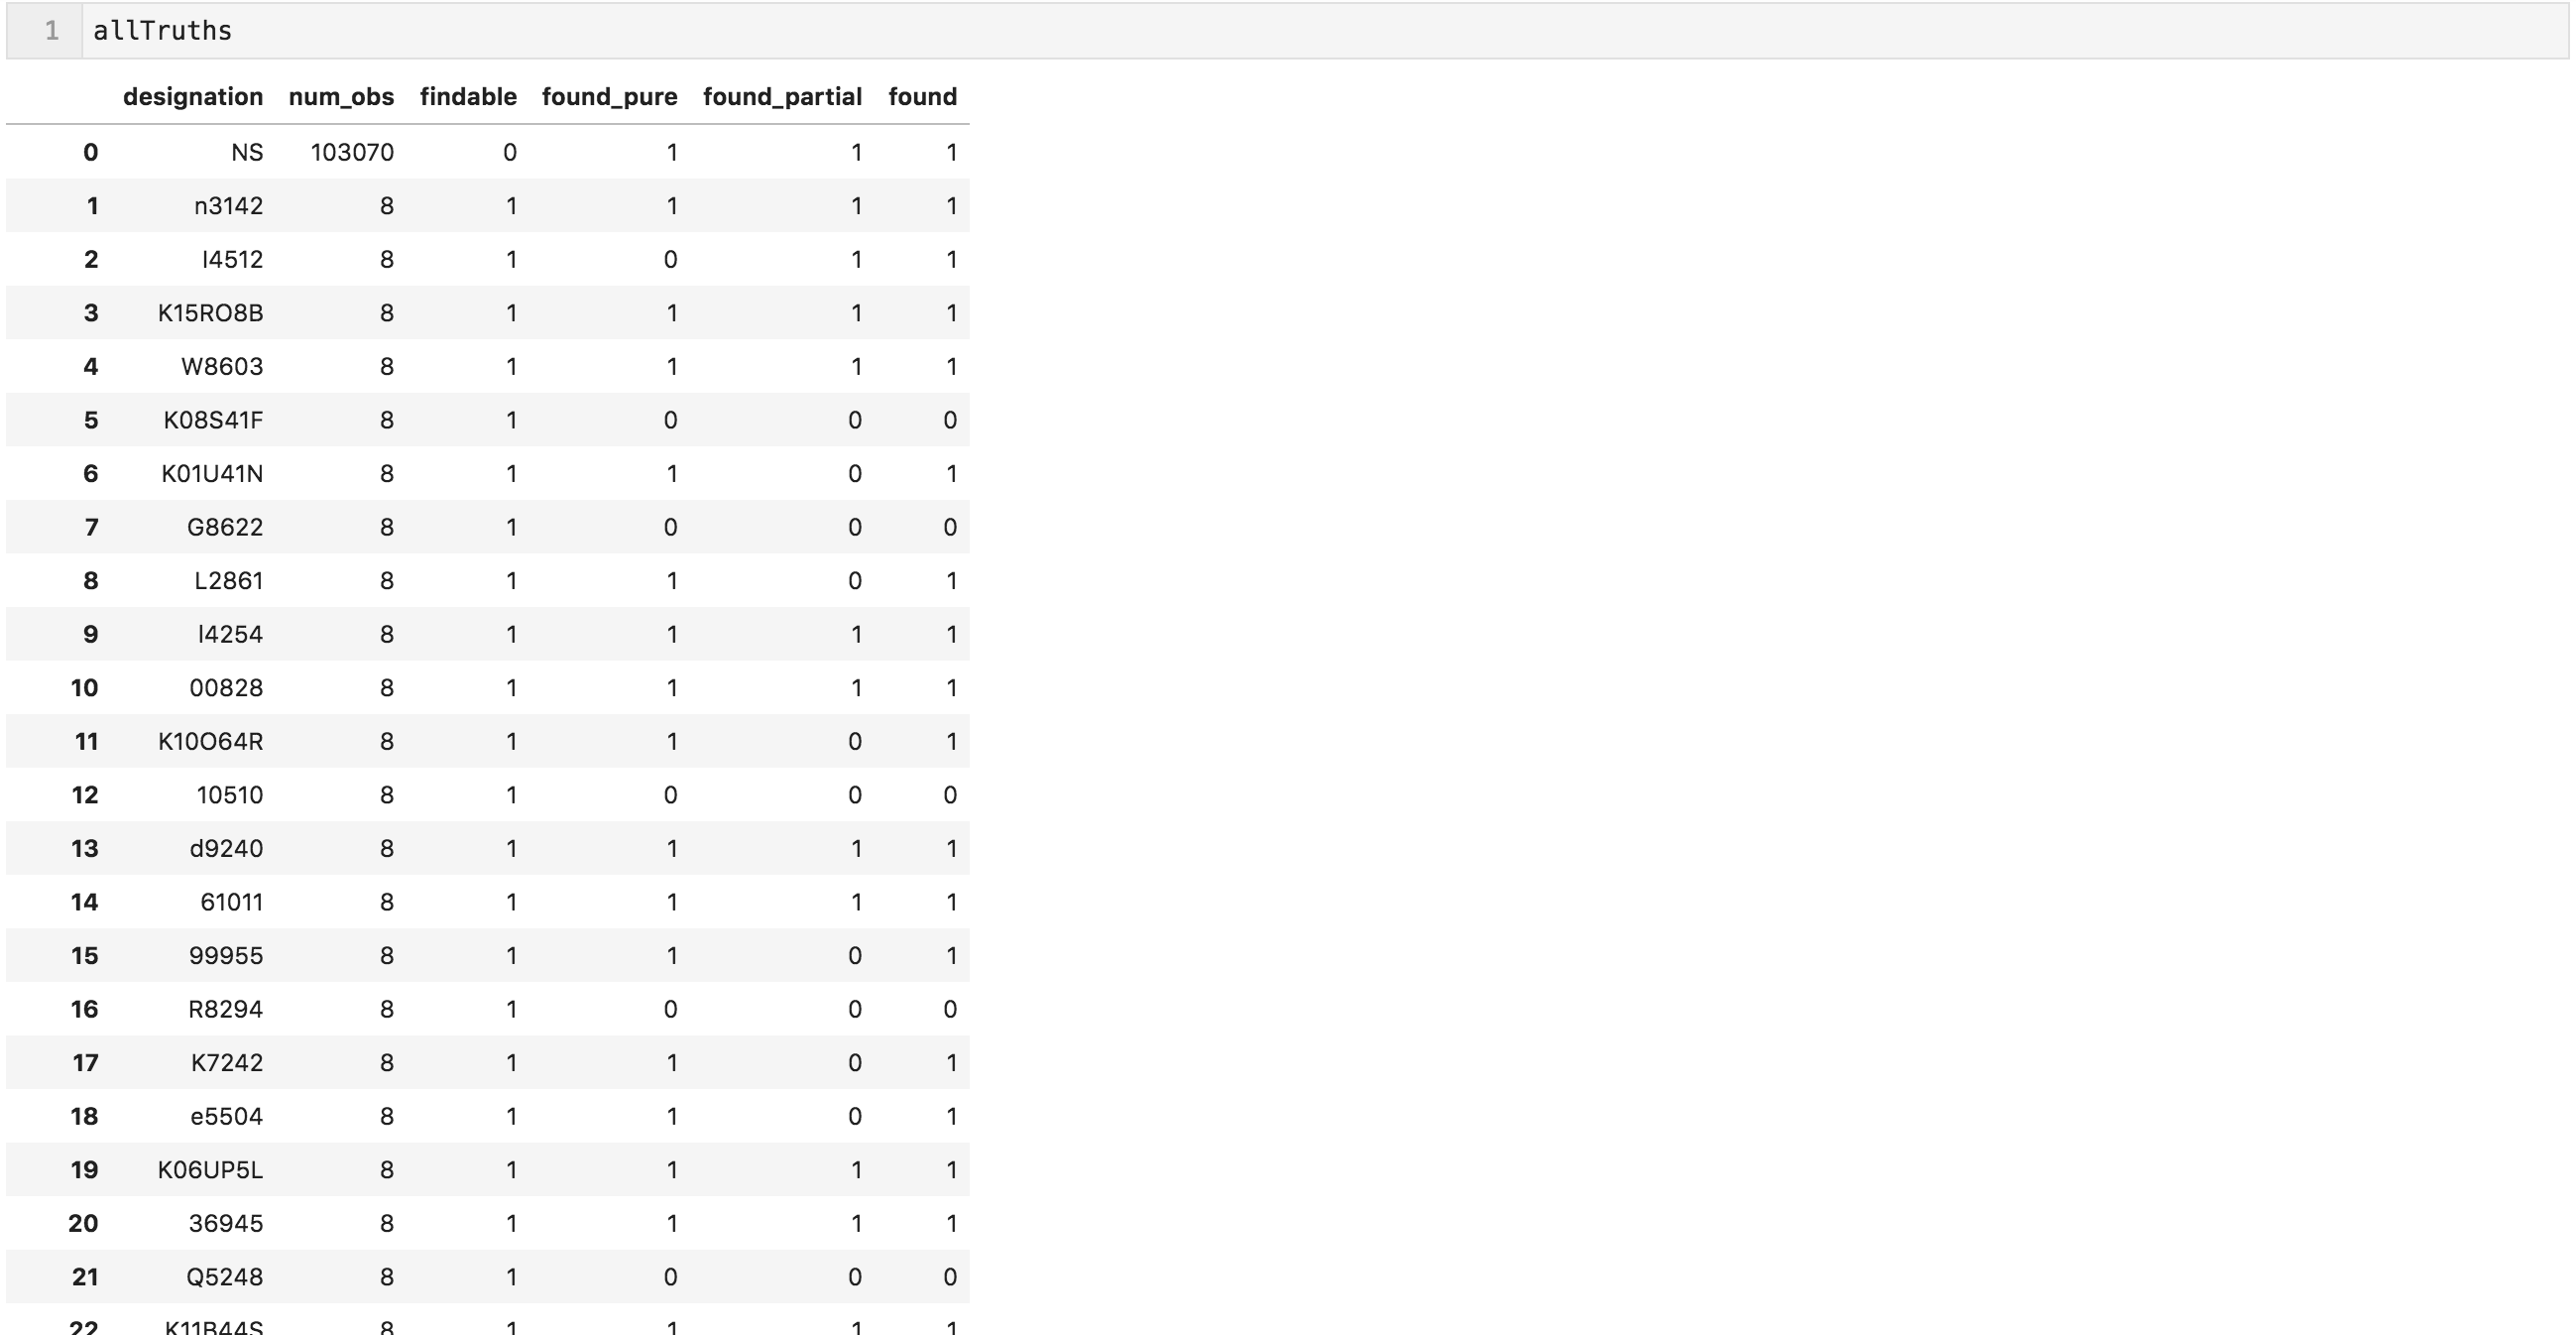 1 allTruths
designation num_obs findable found_pure found_partial found
0 NS 103070 0 1 1 1
1 n3142 8 1 1 1 1
2 I4512 8 1 0 1 1
3 K15RO8B 8 1 1 1 1
4 W8603 8 1 1 1 1
5 K08S41F 8 1 0 0 0
6 K01U41N 8 1 1 0 1
7 G8622 8 1 0 0 0
8 L2861 8 1 1 0 1
9 l4254 8 1 1 1 1
10 00828 8 1 1 1 1
11 K10O64R 8 1 1 0 1
12 10510 8 1 0 0 0
13 d9240 8 1 1 1 1
14 61011 8 1 1 1 1
15 99955 8 1 1 0 1
16 R8294 8 1 0 0 0
17 K7242 8 1 1 0 1
18 e5504 8 1 1 0 1
19 K06UP5L 8 1 1 1 1
20 36945 8 1 1 1 1
21 Q5248 8 1 0 0 0
22 K11B44S 8 1 1 1 1